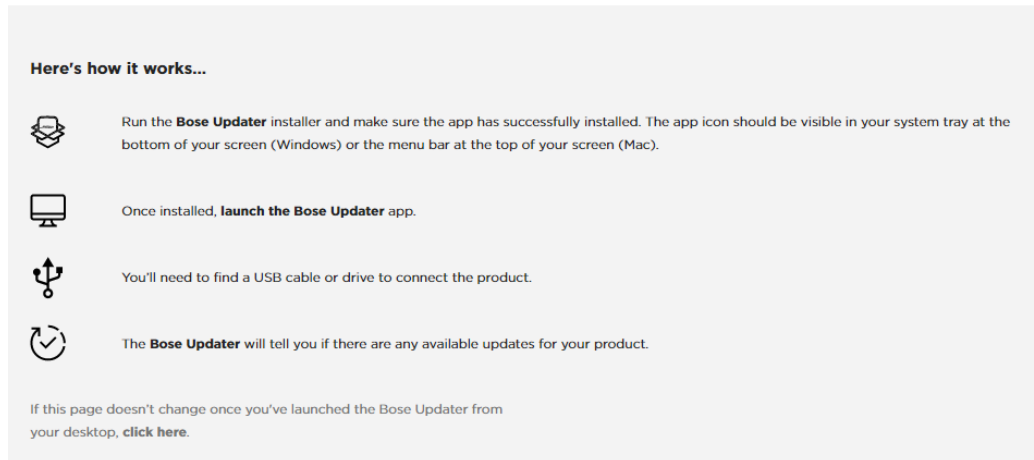 Here's how it works...
Run the Bose Updater installer and make sure the app has successfully installed. The app icon should be visible in your system tray at the
bottom of your screen (Windows) or the menu bar at the top of your screen (Mac).
Once installed, launch the Bose Updater app.
You'll need to find a USB cable or drive to connect the product.
The Bose Updater will tell you if there are any available updates for your product.
If this page doesn't change once you've launched the Bose Updater from
your desktop, click here.